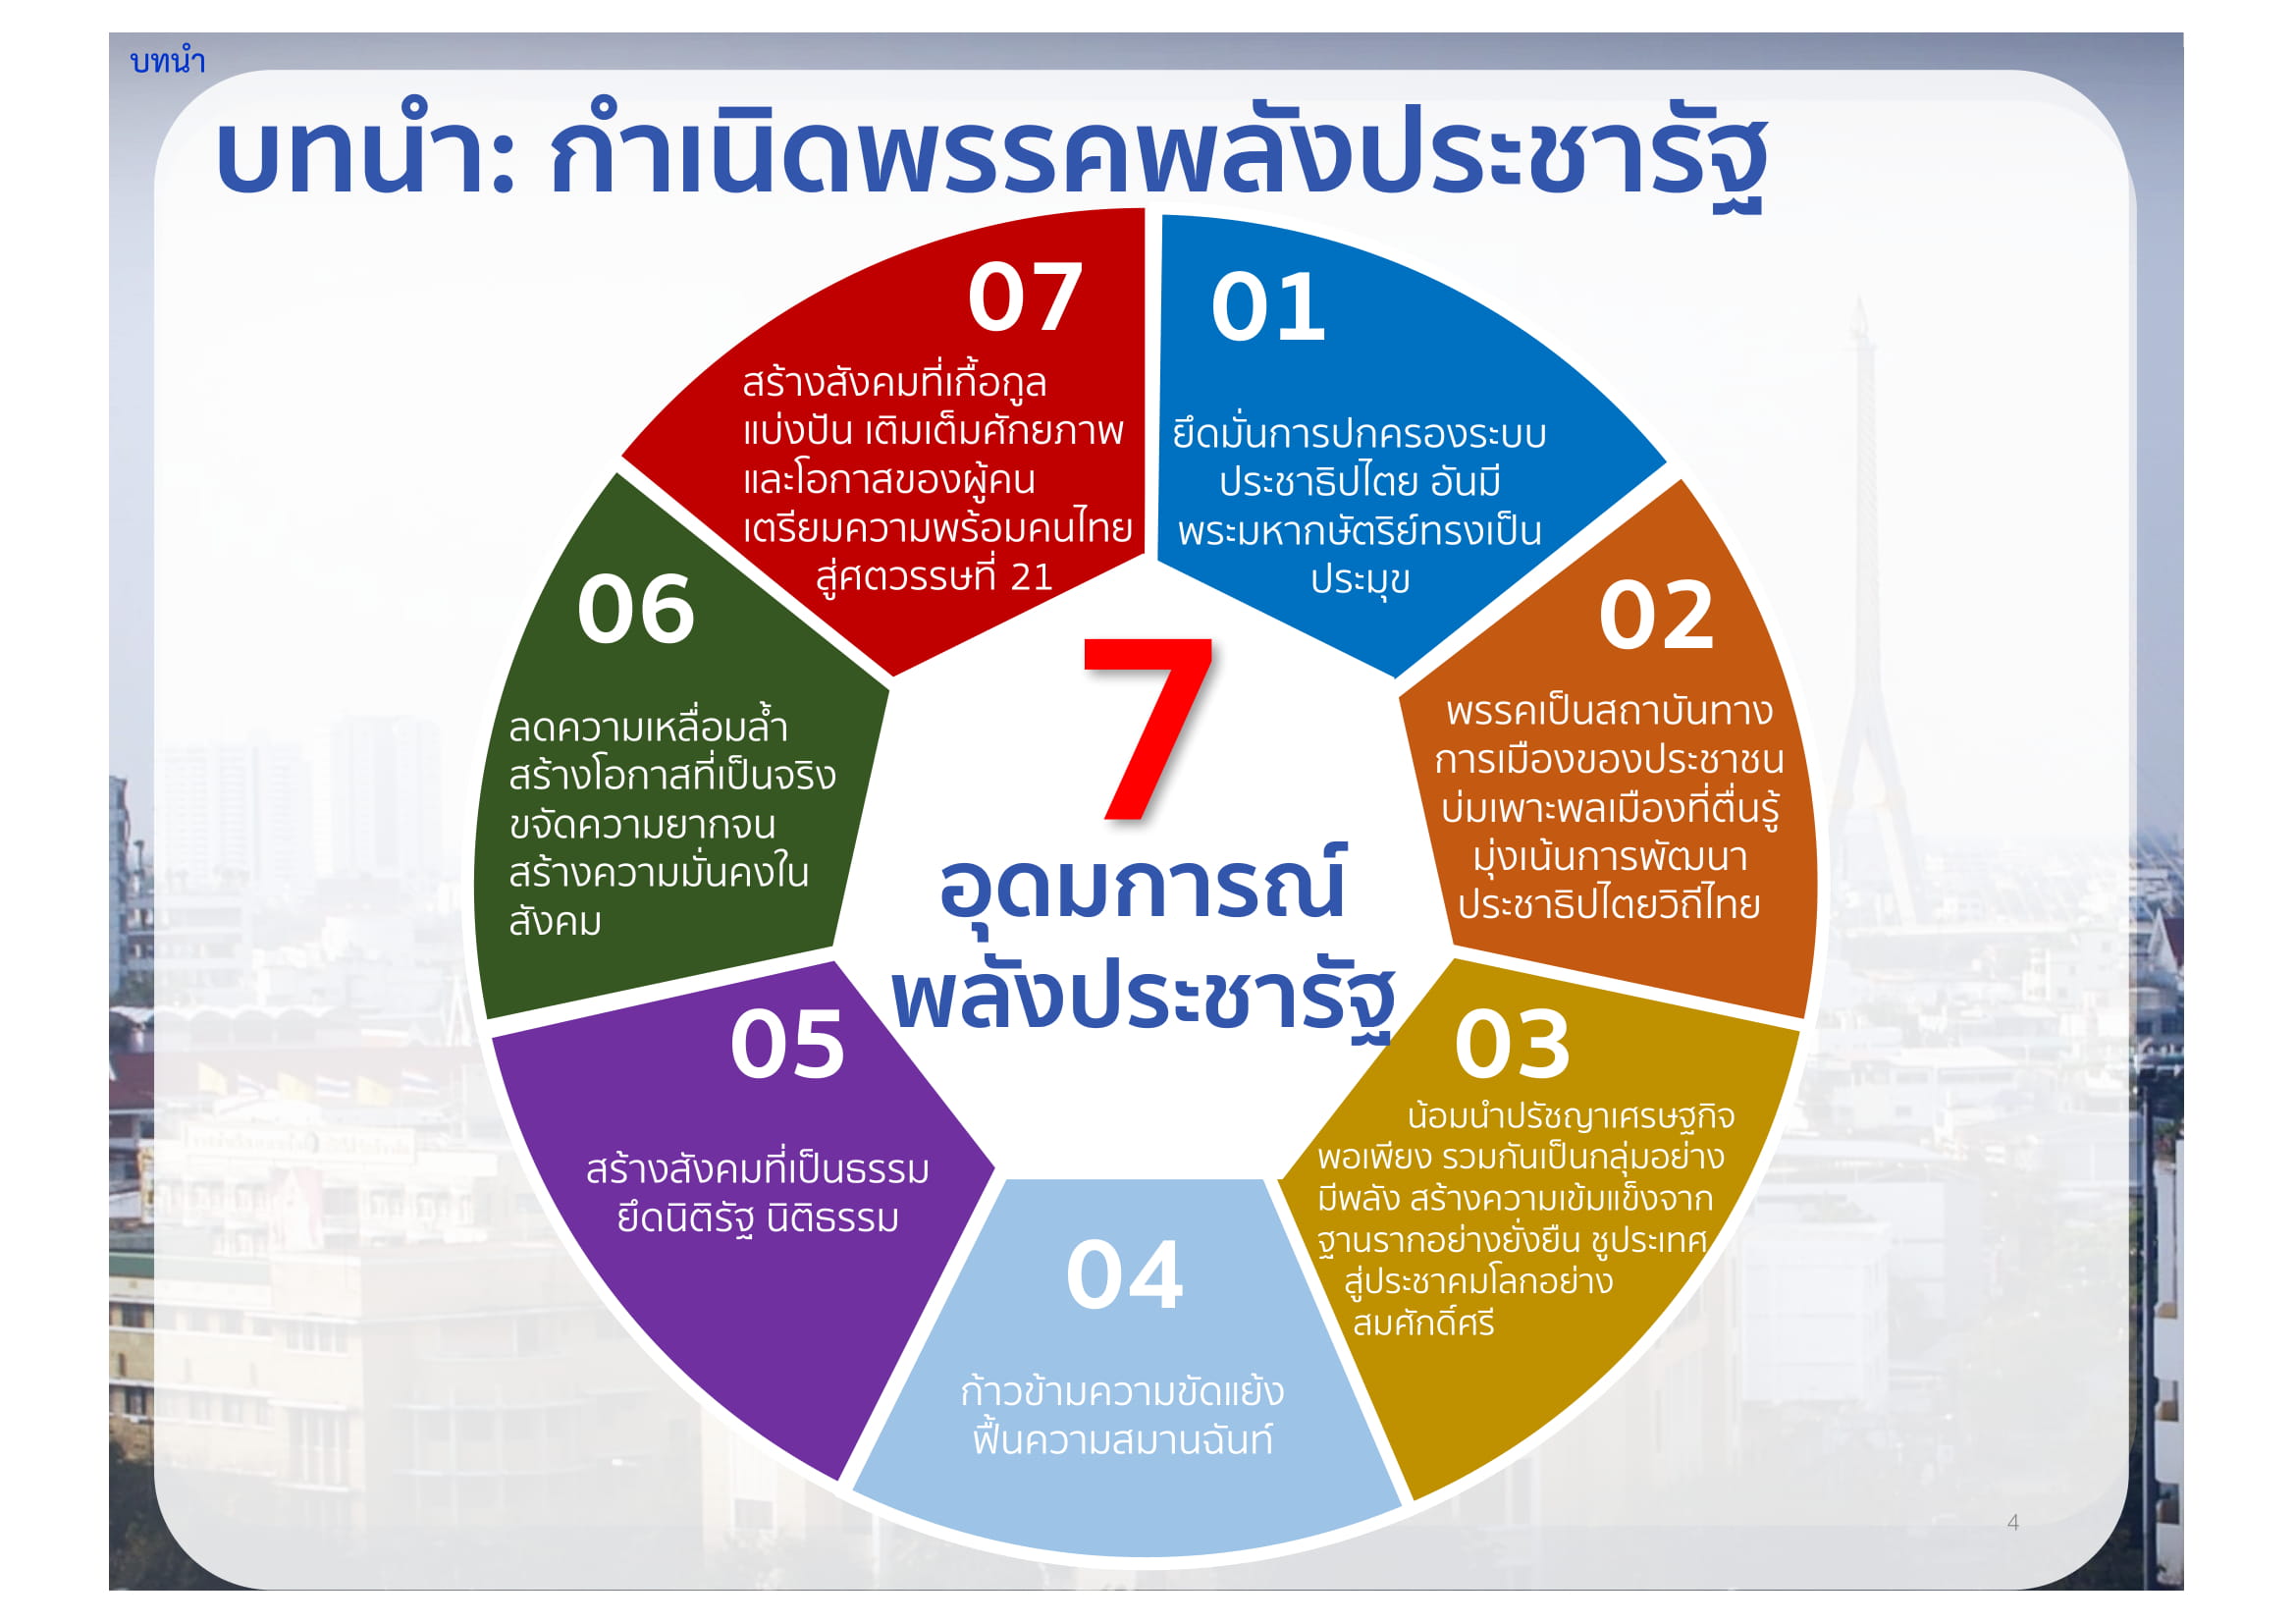 บทนำ
บทนำ: กำเนิดพรรคพลังประชารัฐ
7
อุดมการณ์
พลังประชารัฐ
01
ยึดมั่นการปกครองระบบ
ประชาธิปไตย อันมี
พระมหากษัตริย์ทรงเป็น
ประมุข
02
พรรคเป็นสถาบันทาง
การเมืองของประชาชน
บ่มเพาะพลเมืองที่ตื่นรู้
มุ่งเน้นการพัฒนา
ประชาธิปไตยวิถีไทย
03
น้อมนำปรัชญาเศรษฐกิจ
พอเพียง รวมกันเป็นกลุ่มอย่าง
มีพลัง สร้างความเข้มแข็งจาก
ฐานรากอย่างยั่งยืน ชูประเทศ
สู่ประชาคมโลกอย่าง
สมศักดิ์ศรี
04
ก้าวข้ามความขัดแย้ง
ฟื้นความสมานฉันท์
05
สร้างสังคมที่เป็นธรรม
ยึดนิติรัฐ นิติธรรม
06
ลดความเหลื่อมล้ำ
สร้างโอกาสที่เป็นจริง
ขจัดความยากจน
สร้างความมั่นคงใน
สังคม
07
สร้างสังคมที่เกื้อกูล
แบ่งปัน เติมเต็มศักยภาพ
และโอกาสของผู้คน
เตรียมความพร้อมคนไทย
สู่ศตวรรษที่ 21
4